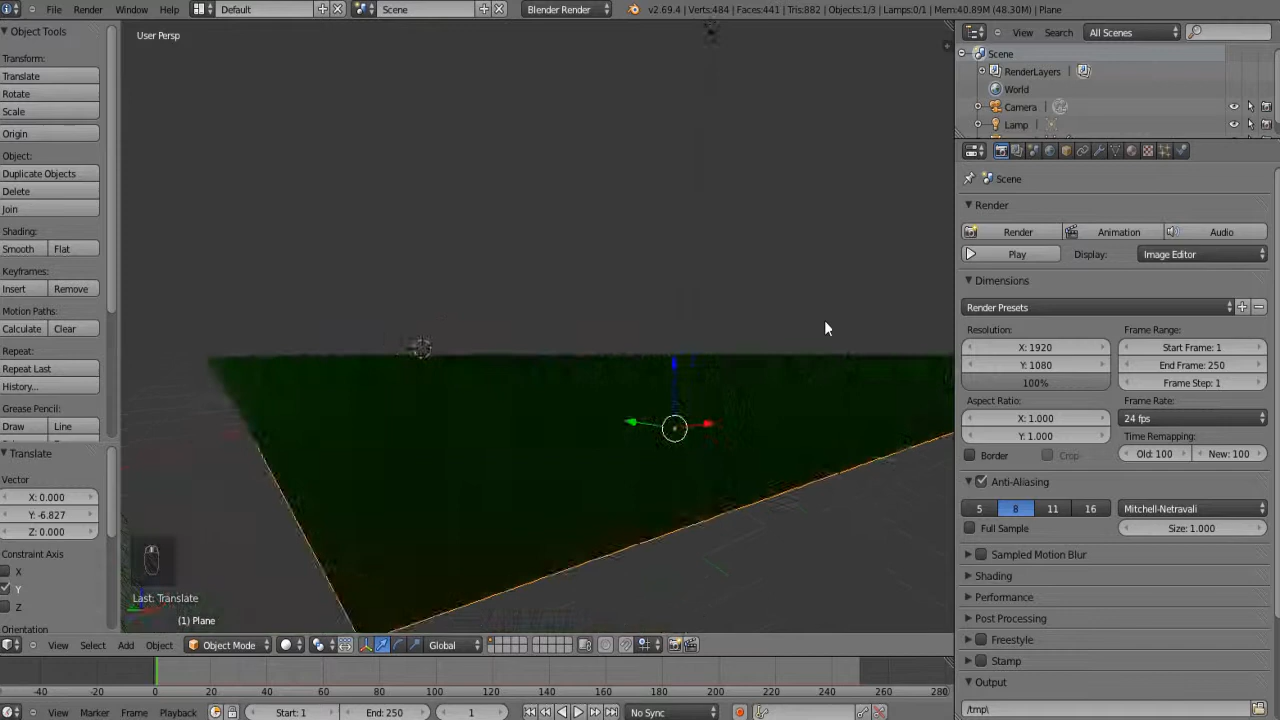 File Render Window Help Default Scene Blender Render v2.69.4 | Verts:484 | Faces:441 | Tris:882 | Objects:1/3 | Lamps:0/1 | Mem:40.89M (48.30M) | Plane
Object Tools
Transform:
Translate
Rotate
Scale
Origin
Object:
Duplicate Objects
Delete
Join
Shading:
Smooth Flat
Keyframes:
Insert Remove
Motion Paths:
Calculate Clear
Repeat:
Repeat Last
History...
Grease Pencil:
Draw Line
Translate
Vector
X: 0.000
Y: -6.827
Z: 0.000
Constraint Axis
X
Y
Z
Orientation
User Persp
Last: Translate
(1) Plane
View Select Add Object Object Mode Global
-40 -20 0 20 40 60 80 100 120 140 160 180 200 220 240 260 280
View Marker Frame Playback Start: 1 End: 250 1 No Sync
View Search All Scenes
Scene
RenderLayers
World
Camera
Lamp
Scene
Render
Render Animation Audio
Play Display: Image Editor
Dimensions
Render Presets
Resolution: Frame Range:
X: 1920 Start Frame: 1
Y: 1080 End Frame: 250
100% Frame Step: 1
Aspect Ratio: Frame Rate:
X: 1.000 24 fps
Y: 1.000 Time Remapping:
Border Crop Old: 100 New: 100
Anti-Aliasing
5 8 11 16 Mitchell-Netravali
Full Sample Size: 1.000
Sampled Motion Blur
Shading
Performance
Post Processing
Freestyle
Stamp
Output
/tmp\